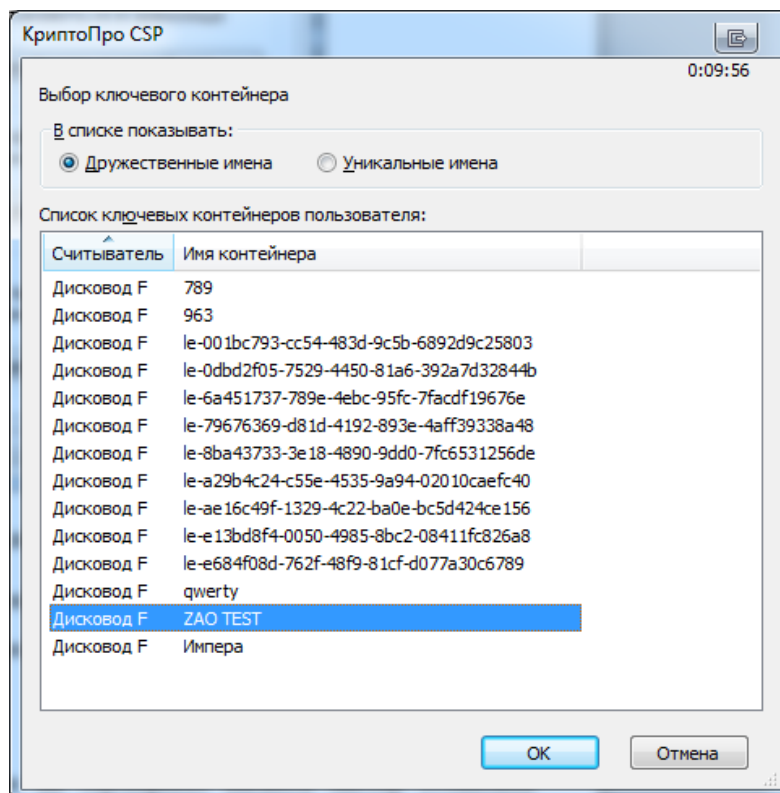 КриптоПро CSP
0:09:56
Выбор ключевого контейнера
В списке показывать:
Дружественные имена Уникальные имена
Список ключевых контейнеров пользователя:
Считыватель Имя контейнера
Дисковод F 789
Дисковод F 963
Дисковод F le-001bc793-cc54-483d-9c5b-6892d9c25803
Дисковод F le-0dbd2f05-7529-4450-81a6-392a7d32844b
Дисковод F le-6a451737-789e-4ebc-95fc-7facdf19676e
Дисковод F le-79676369-d81d-4192-893e-4aff39338a48
Дисковод F le-8ba43733-3e18-4890-9dd0-7fc6531256de
Дисковод F le-a29b4c24-c55e-4535-9a94-02010caefc40
Дисковод F le-ae16c49f-1329-4c22-ba0e-bc5d424ce156
Дисковод F le-e13bd8f4-0050-4985-8bc2-08411fc826a8
Дисковод F le-e684f08d-762f-48f9-81cf-d077a30c6789
Дисковод F qwerty
Дисковод F ZAO TEST
Дисковод F Импера
OK Отмена